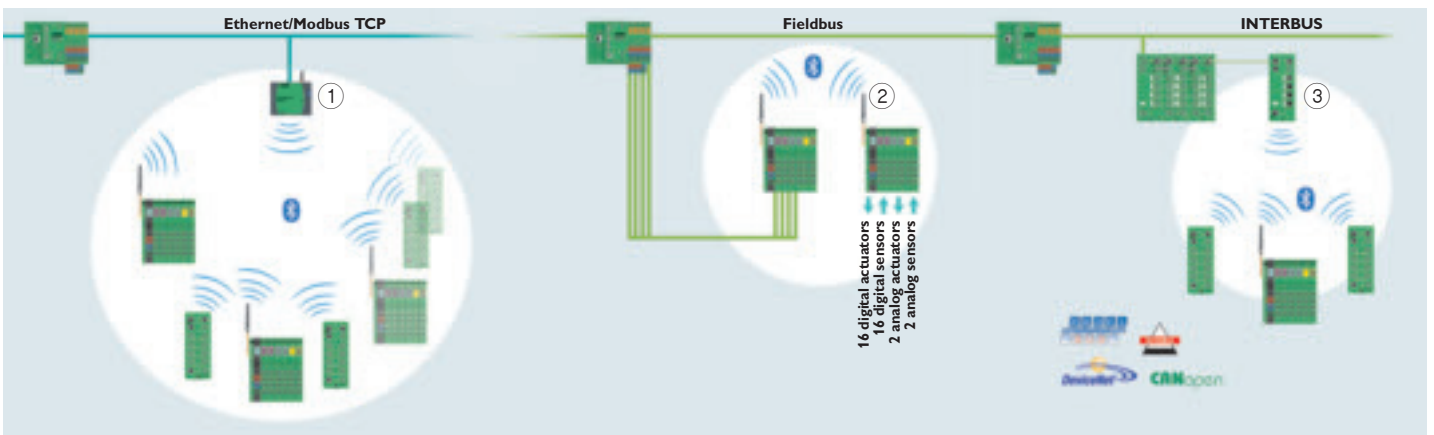 Ethernet/Modbus TCP
Fieldbus
INTERBUS
1
2
3
16 digital actuators
16 digital sensors
2 analog actuators
2 analog sensors
DeviceNet
CANopen